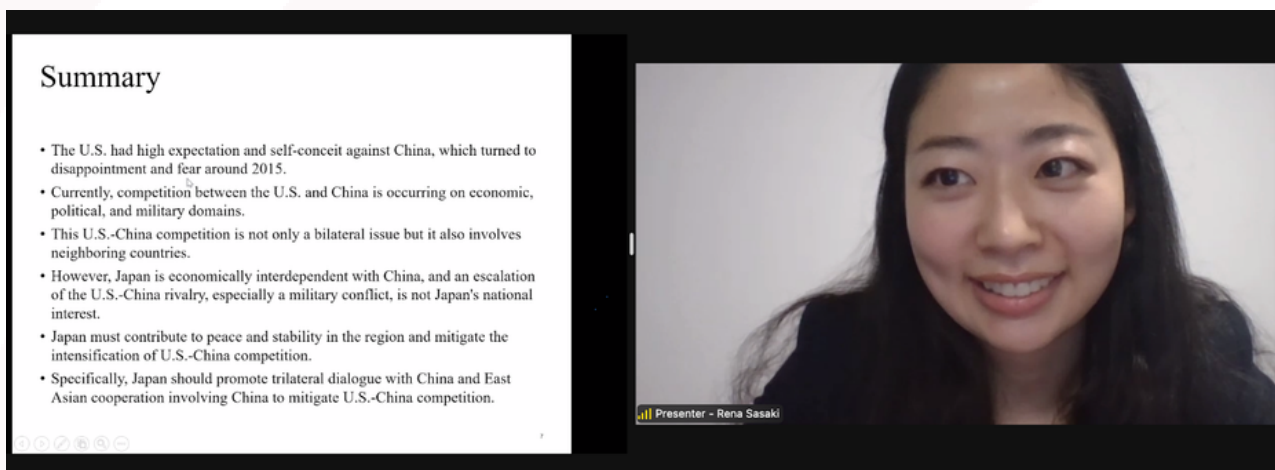 Summary
• The U.S. had high expectation and self-conceit against China, which turned to
disappointment and fear around 2015.
• Currently, competition between the U.S. and China is occurring on economic,
political, and military domains.
• This U.S.-China competition is not only a bilateral issue but it also involves
neighboring countries.
• However, Japan is economically interdependent with China, and an escalation
of the U.S.-China rivalry, especially a military conflict, is not Japan's national
interest.
• Japan must contribute to peace and stability in the region and mitigate the
intensification of U.S.-China competition.
• Specifically, Japan should promote trilateral dialogue with China and East
Asian cooperation involving China to mitigate U.S.-China competition.
7
Presenter - Rena Sasaki